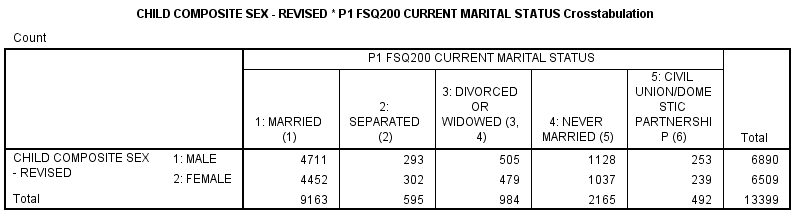 CHILD COMPOSITE SEX - REVISED * P1 FSQ200 CURRENT MARITAL STATUS Crosstabulation
Count
P1 FSQ200 CURRENT MARITAL STATUS
1: MARRIED
(1)
2:
SEPARATED
(2)
3: DIVORCED
OR
WIDOWED (3,
4)
4: NEVER
MARRIED (5)
5: CIVIL
UNION/DOME
STIC
PARTNERSHI
P (6)
Total
CHILD COMPOSITE SEX
- REVISED
1: MALE 4711 293 505 1128 253 6890
2: FEMALE 4452 302 479 1037 239 6509
Total 9163 595 984 2165 492 13399